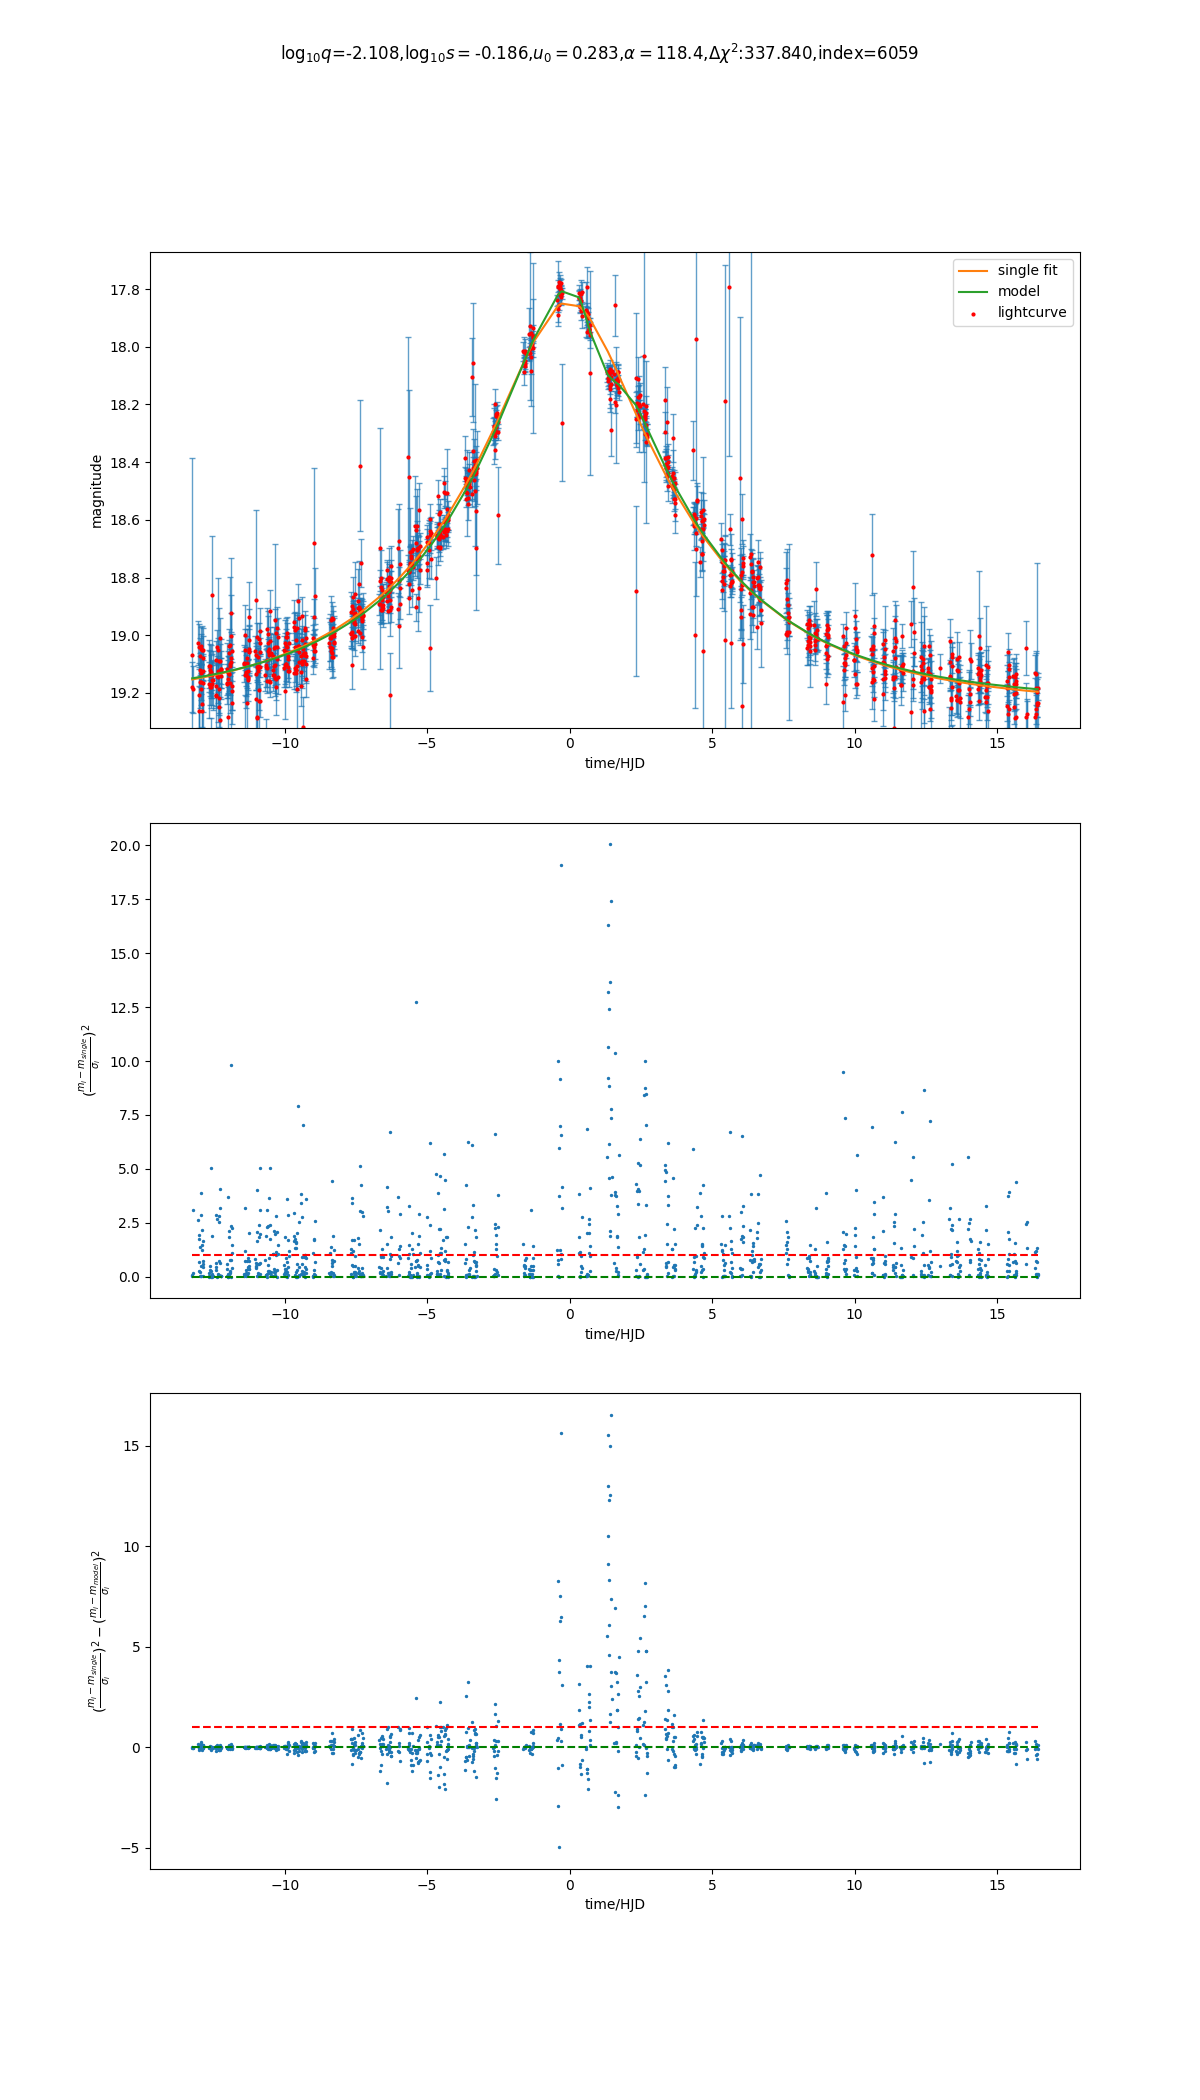 log₁₀q=-2.108,log₁₀s = -0.186,u₀ = 0.283,α = 118.4,Δχ²:337.840,index=6059
single fit
model
lightcurve
17.8
18.0
18.2
18.4
18.6
18.8
19.0
19.2
magnitude
−10 −5 0 5 10 15
time/HJD
20.0
17.5
15.0
12.5
10.0
7.5
5.0
2.5
0.0
((mᵢ − m_single)/σᵢ)²
−10 −5 0 5 10 15
time/HJD
15
10
5
0
−5
((mᵢ − m_single)/σᵢ)² − ((mᵢ − m_model)/σᵢ)²
−10 −5 0 5 10 15
time/HJD